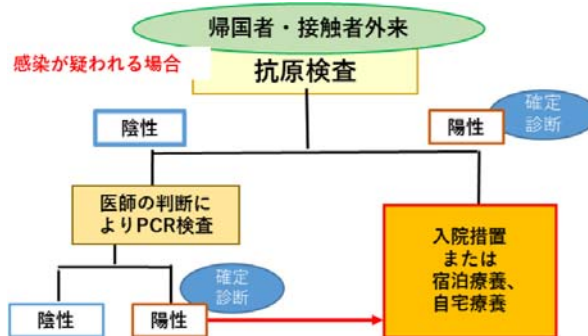 帰国者・接触者外来
感染が疑われる場合
抗原検査
陰性
陽性
確定
診断
医師の判断に
よりPCR検査
入院措置
または
宿泊療養、
自宅療養
確定
診断
陰性
陽性